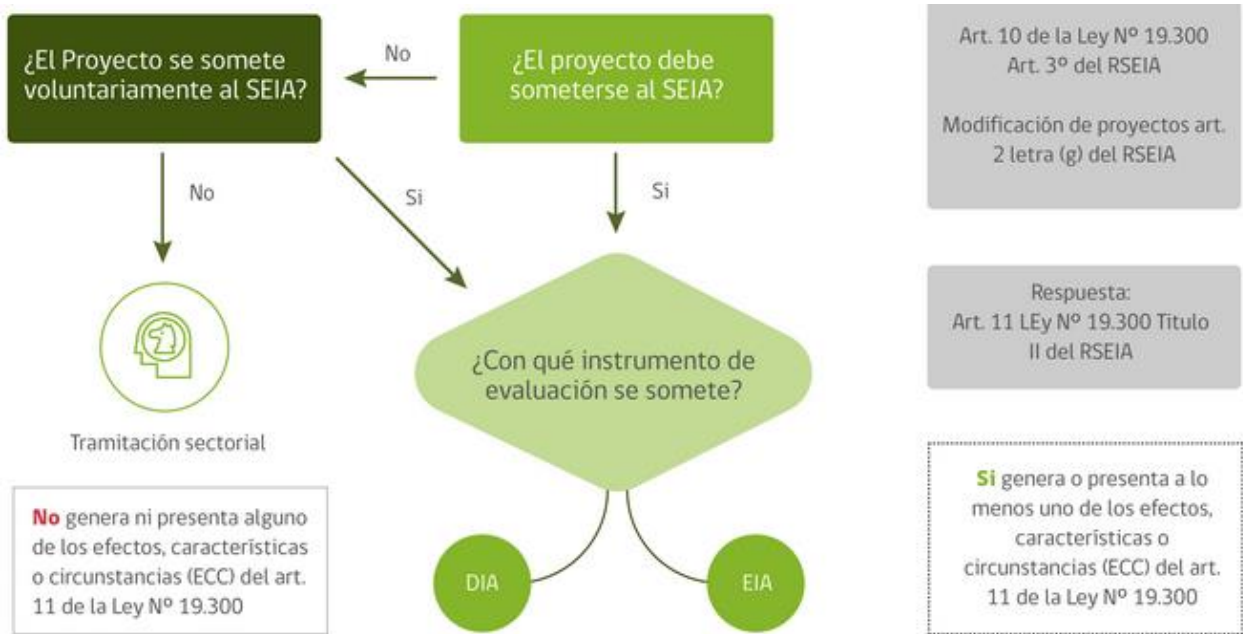 ¿El Proyecto se somete
voluntariamente al SEIA?
No
¿El proyecto debe
someterse al SEIA?
Art. 10 de la Ley Nº 19.300
Art. 3º del RSEIA
Modificación de proyectos art.
2 letra (g) del RSEIA
No
Si
Si
Tramitación sectorial
¿Con qué instrumento de
evaluación se somete?
Respuesta:
Art. 11 LEy Nº 19.300 Titulo
II del RSEIA
No genera ni presenta alguno
de los efectos, características
o circunstancias (ECC) del art.
11 de la Ley Nº 19.300
DIA
EIA
Si genera o presenta a lo
menos uno de los efectos,
características o
circunstancias (ECC) del art.
11 de la Ley Nº 19.300